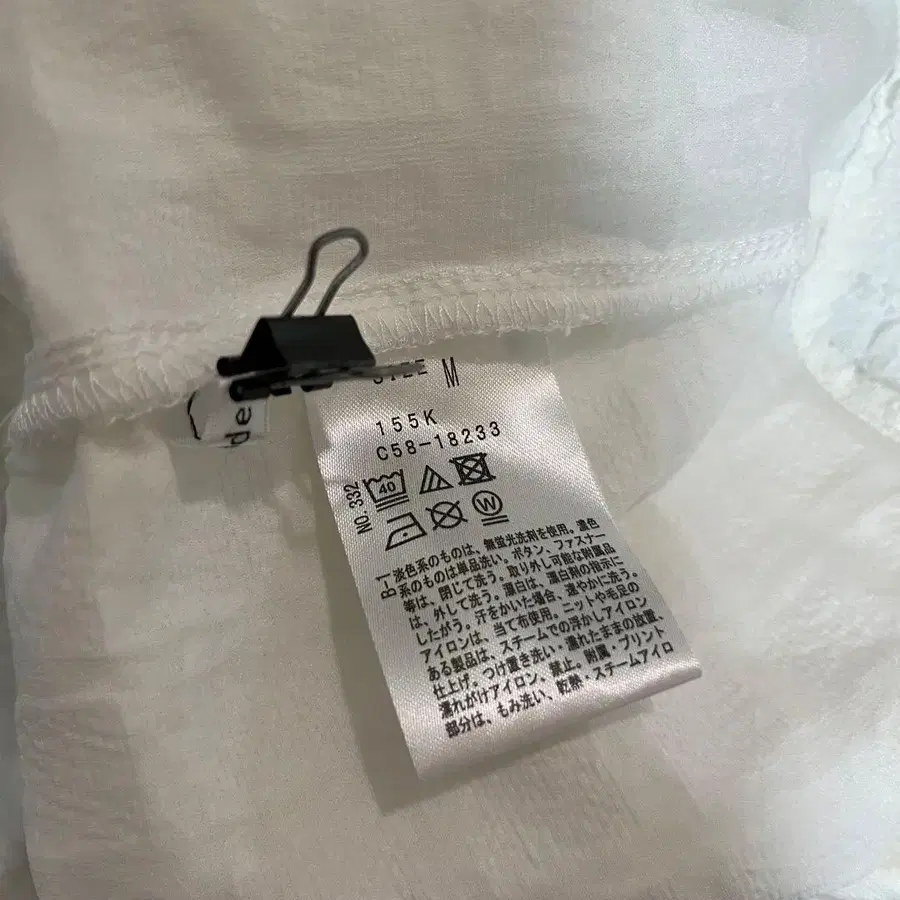 SIZE M
155K
C58-18233
NO.332
40
W
de
B-1
淡色系のものは、無蛍光洗剤を使用。濃色
系のものは単品洗い。ボタン、ファスナー
等は、閉じて洗う。取り外し可能な附属品
は、外して洗う。漂白は、漂白剤の指示に
したがう。汗をかいた場合、速やかに洗う。
アイロンは、当て布使用。ニットや毛足の
ある製品は、スチームでの浮かしアイロン
仕上げ。つけ置き洗い・濡れたままの放置、
濡れがけアイロン、禁止。附属・プリント
部分は、もみ洗い、乾熱・スチームアイロ